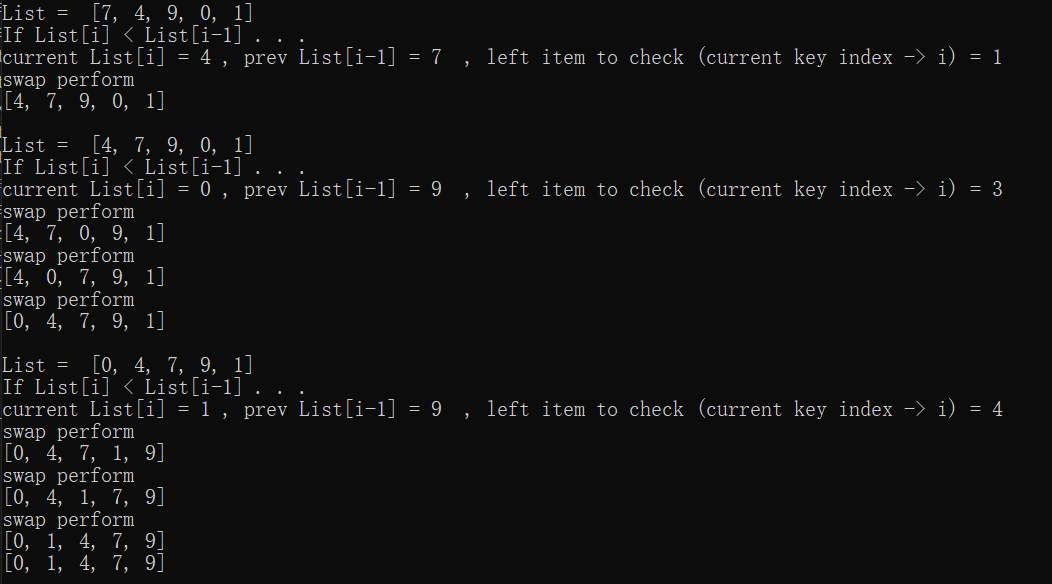 List =  [7, 4, 9, 0, 1]
If List[i] < List[i-1] . . .
current List[i] = 4 , prev List[i-1] = 7  , left item to check (current key index -> i) = 1
swap perform
[4, 7, 9, 0, 1]

List =  [4, 7, 9, 0, 1]
If List[i] < List[i-1] . . .
current List[i] = 0 , prev List[i-1] = 9  , left item to check (current key index -> i) = 3
swap perform
[4, 7, 0, 9, 1]
swap perform
[4, 0, 7, 9, 1]
swap perform
[0, 4, 7, 9, 1]

List =  [0, 4, 7, 9, 1]
If List[i] < List[i-1] . . .
current List[i] = 1 , prev List[i-1] = 9  , left item to check (current key index -> i) = 4
swap perform
[0, 4, 7, 1, 9]
swap perform
[0, 4, 1, 7, 9]
swap perform
[0, 1, 4, 7, 9]
[0, 1, 4, 7, 9]